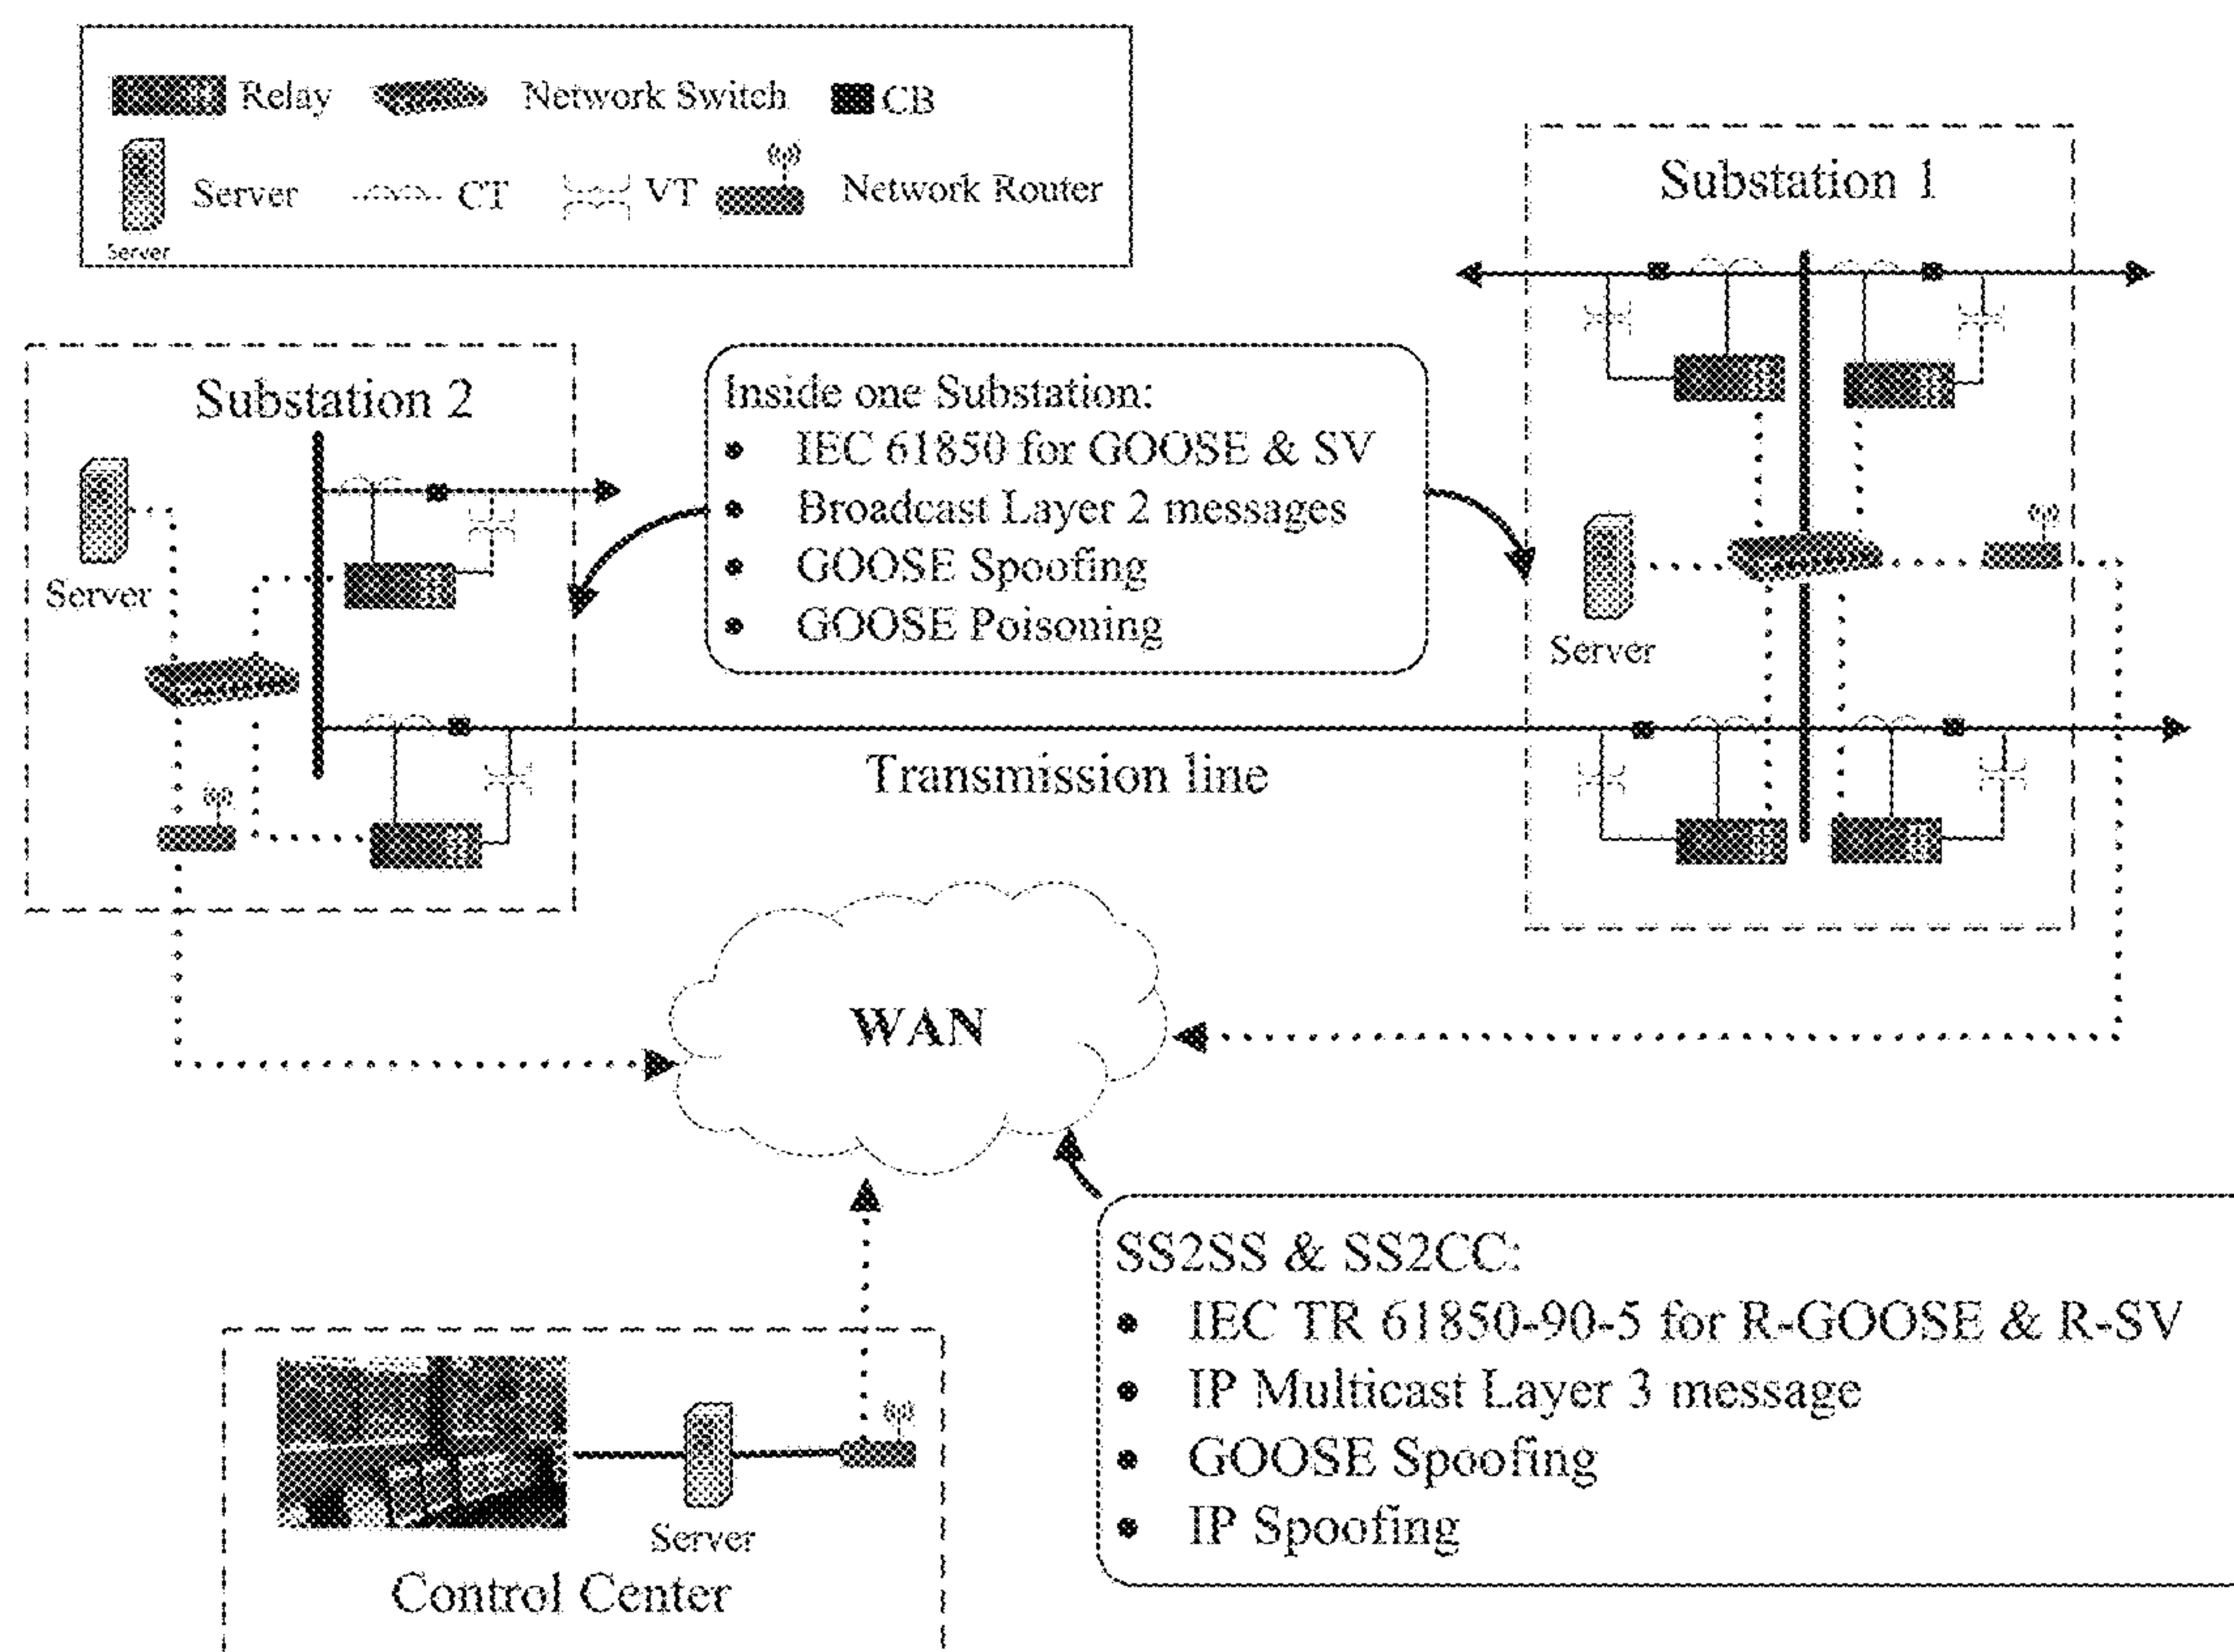 Relay Network Switch CB
Server CT VT Network Router
Server
Substation 1
Substation 2
Inside one Substation:
• IEC 61850 for GOOSE & SV
• Broadcast Layer 2 messages
• GOOSE Spoofing
• GOOSE Poisoning
Server
Server
Transmission line
WAN
SS2SS & SS2CC:
• IEC TR 61850-90-5 for R-GOOSE & R-SV
• IP Multicast Layer 3 message
• GOOSE Spoofing
• IP Spoofing
Server
Control Center